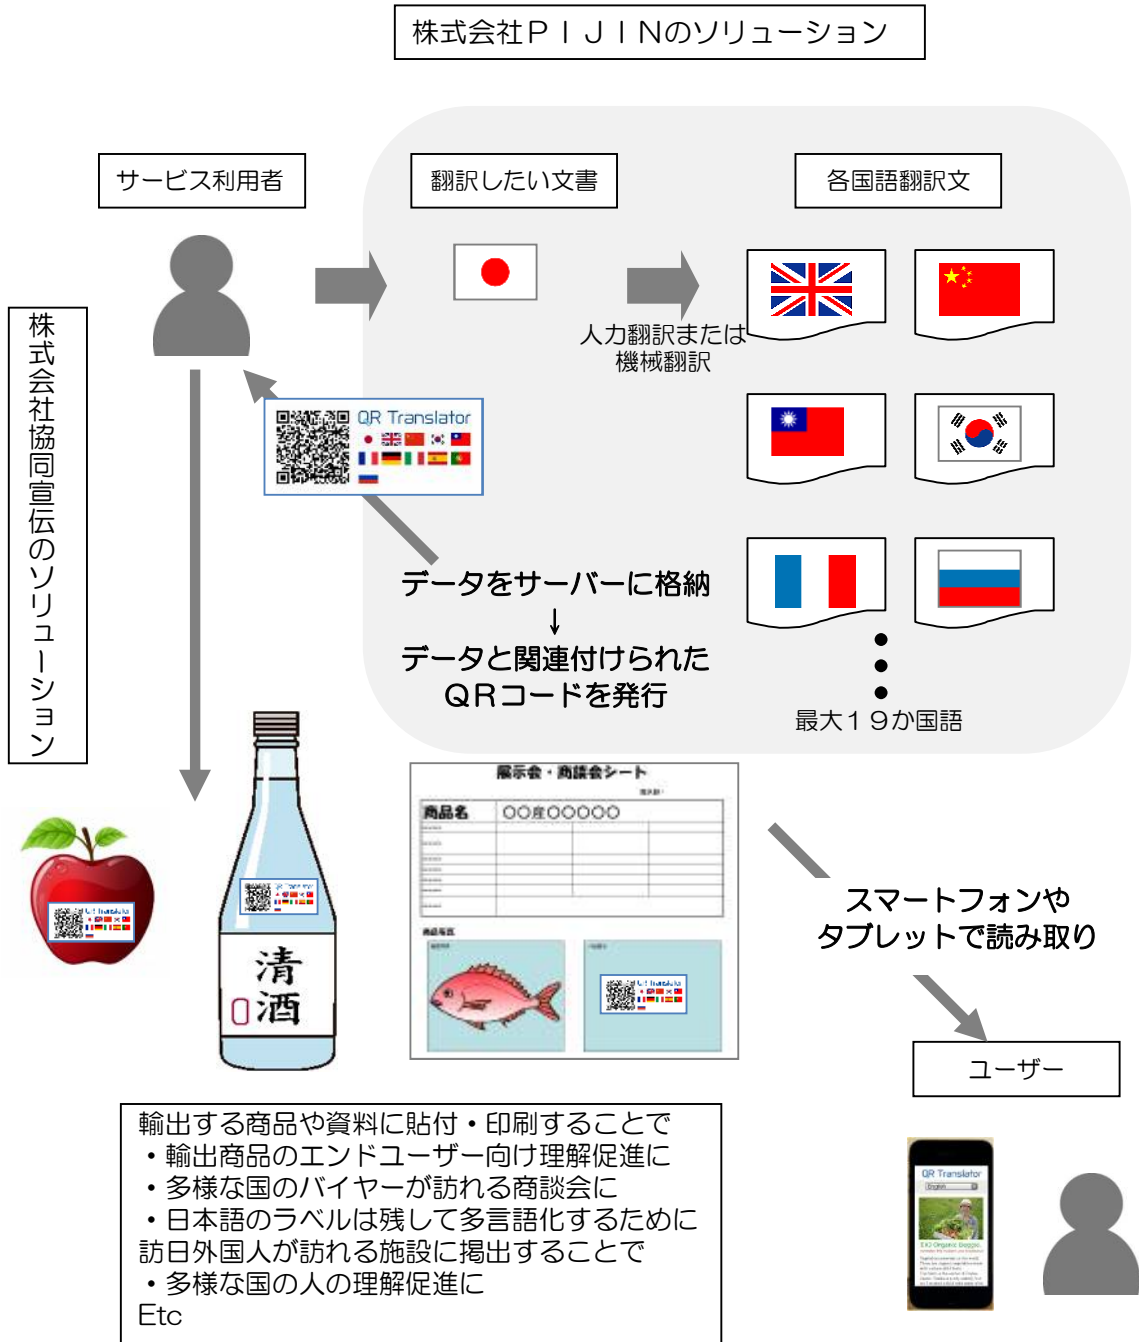 株式会社ＰＩＪＩＮのソリューション
サービス利用者
翻訳したい文書
各国語翻訳文
人力翻訳または
機械翻訳
株式会社協同宣伝のソリューション
QR Translator
データをサーバーに格納
↓
データと関連付けられた
ＱＲコードを発行
最大１９か国語
展示会・商談会シート
商品名
〇〇産〇〇〇〇〇
商品写真
QR Translator
QR Translator
清酒
QR Translator
スマートフォンや
タブレットで読み取り
ユーザー
QR Translator
English
輸出する商品や資料に貼付・印刷することで
・輸出商品のエンドユーザー向け理解促進に
・多様な国のバイヤーが訪れる商談会に
・日本語のラベルは残して多言語化するために
訪日外国人が訪れる施設に掲出することで
・多様な国の人の理解促進に
Etc